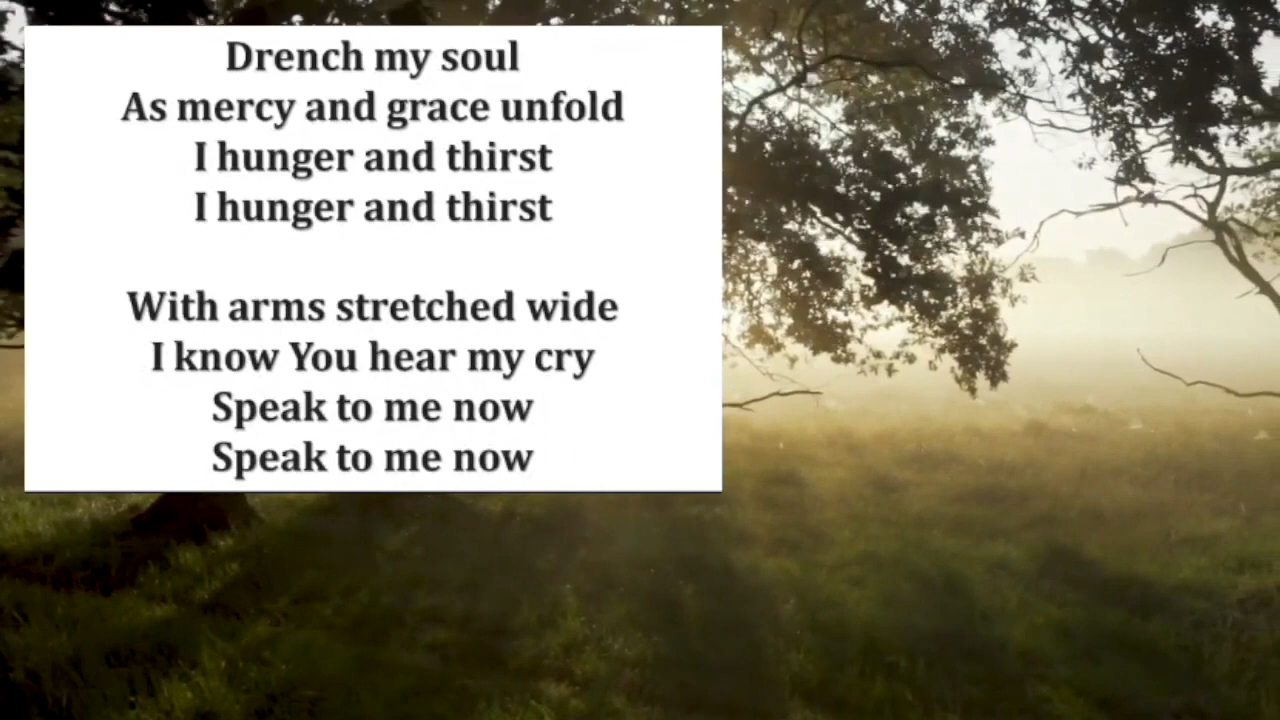 Drench my soul
As mercy and grace unfold
I hunger and thirst
I hunger and thirst
With arms stretched wide
I know You hear my cry
Speak to me now
Speak to me now